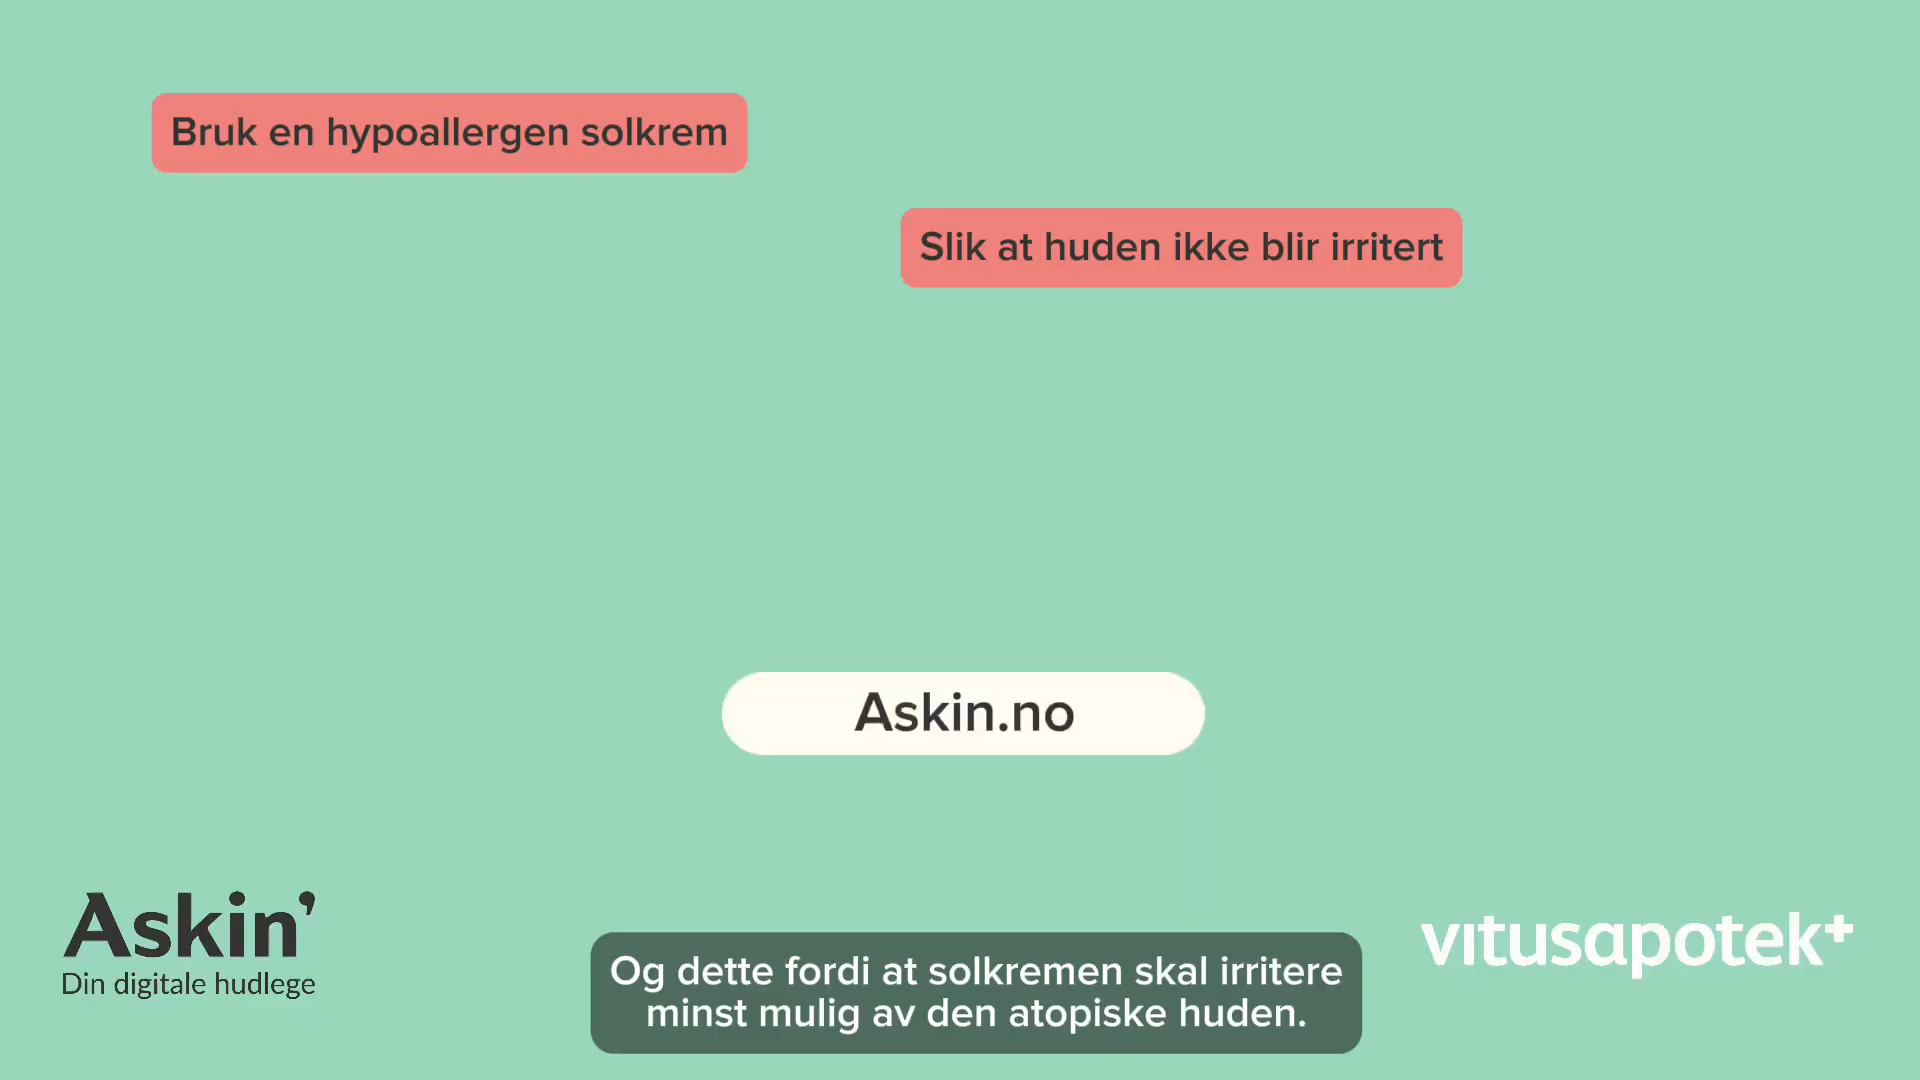 Bruk en hypoallergen solkrem
Slik at huden ikke blir irritert
Askin.no
Askin’
Din digitale hudlege
Og dette fordi at solkremen skal irritere
minst mulig av den atopiske huden.
vitusapotek+